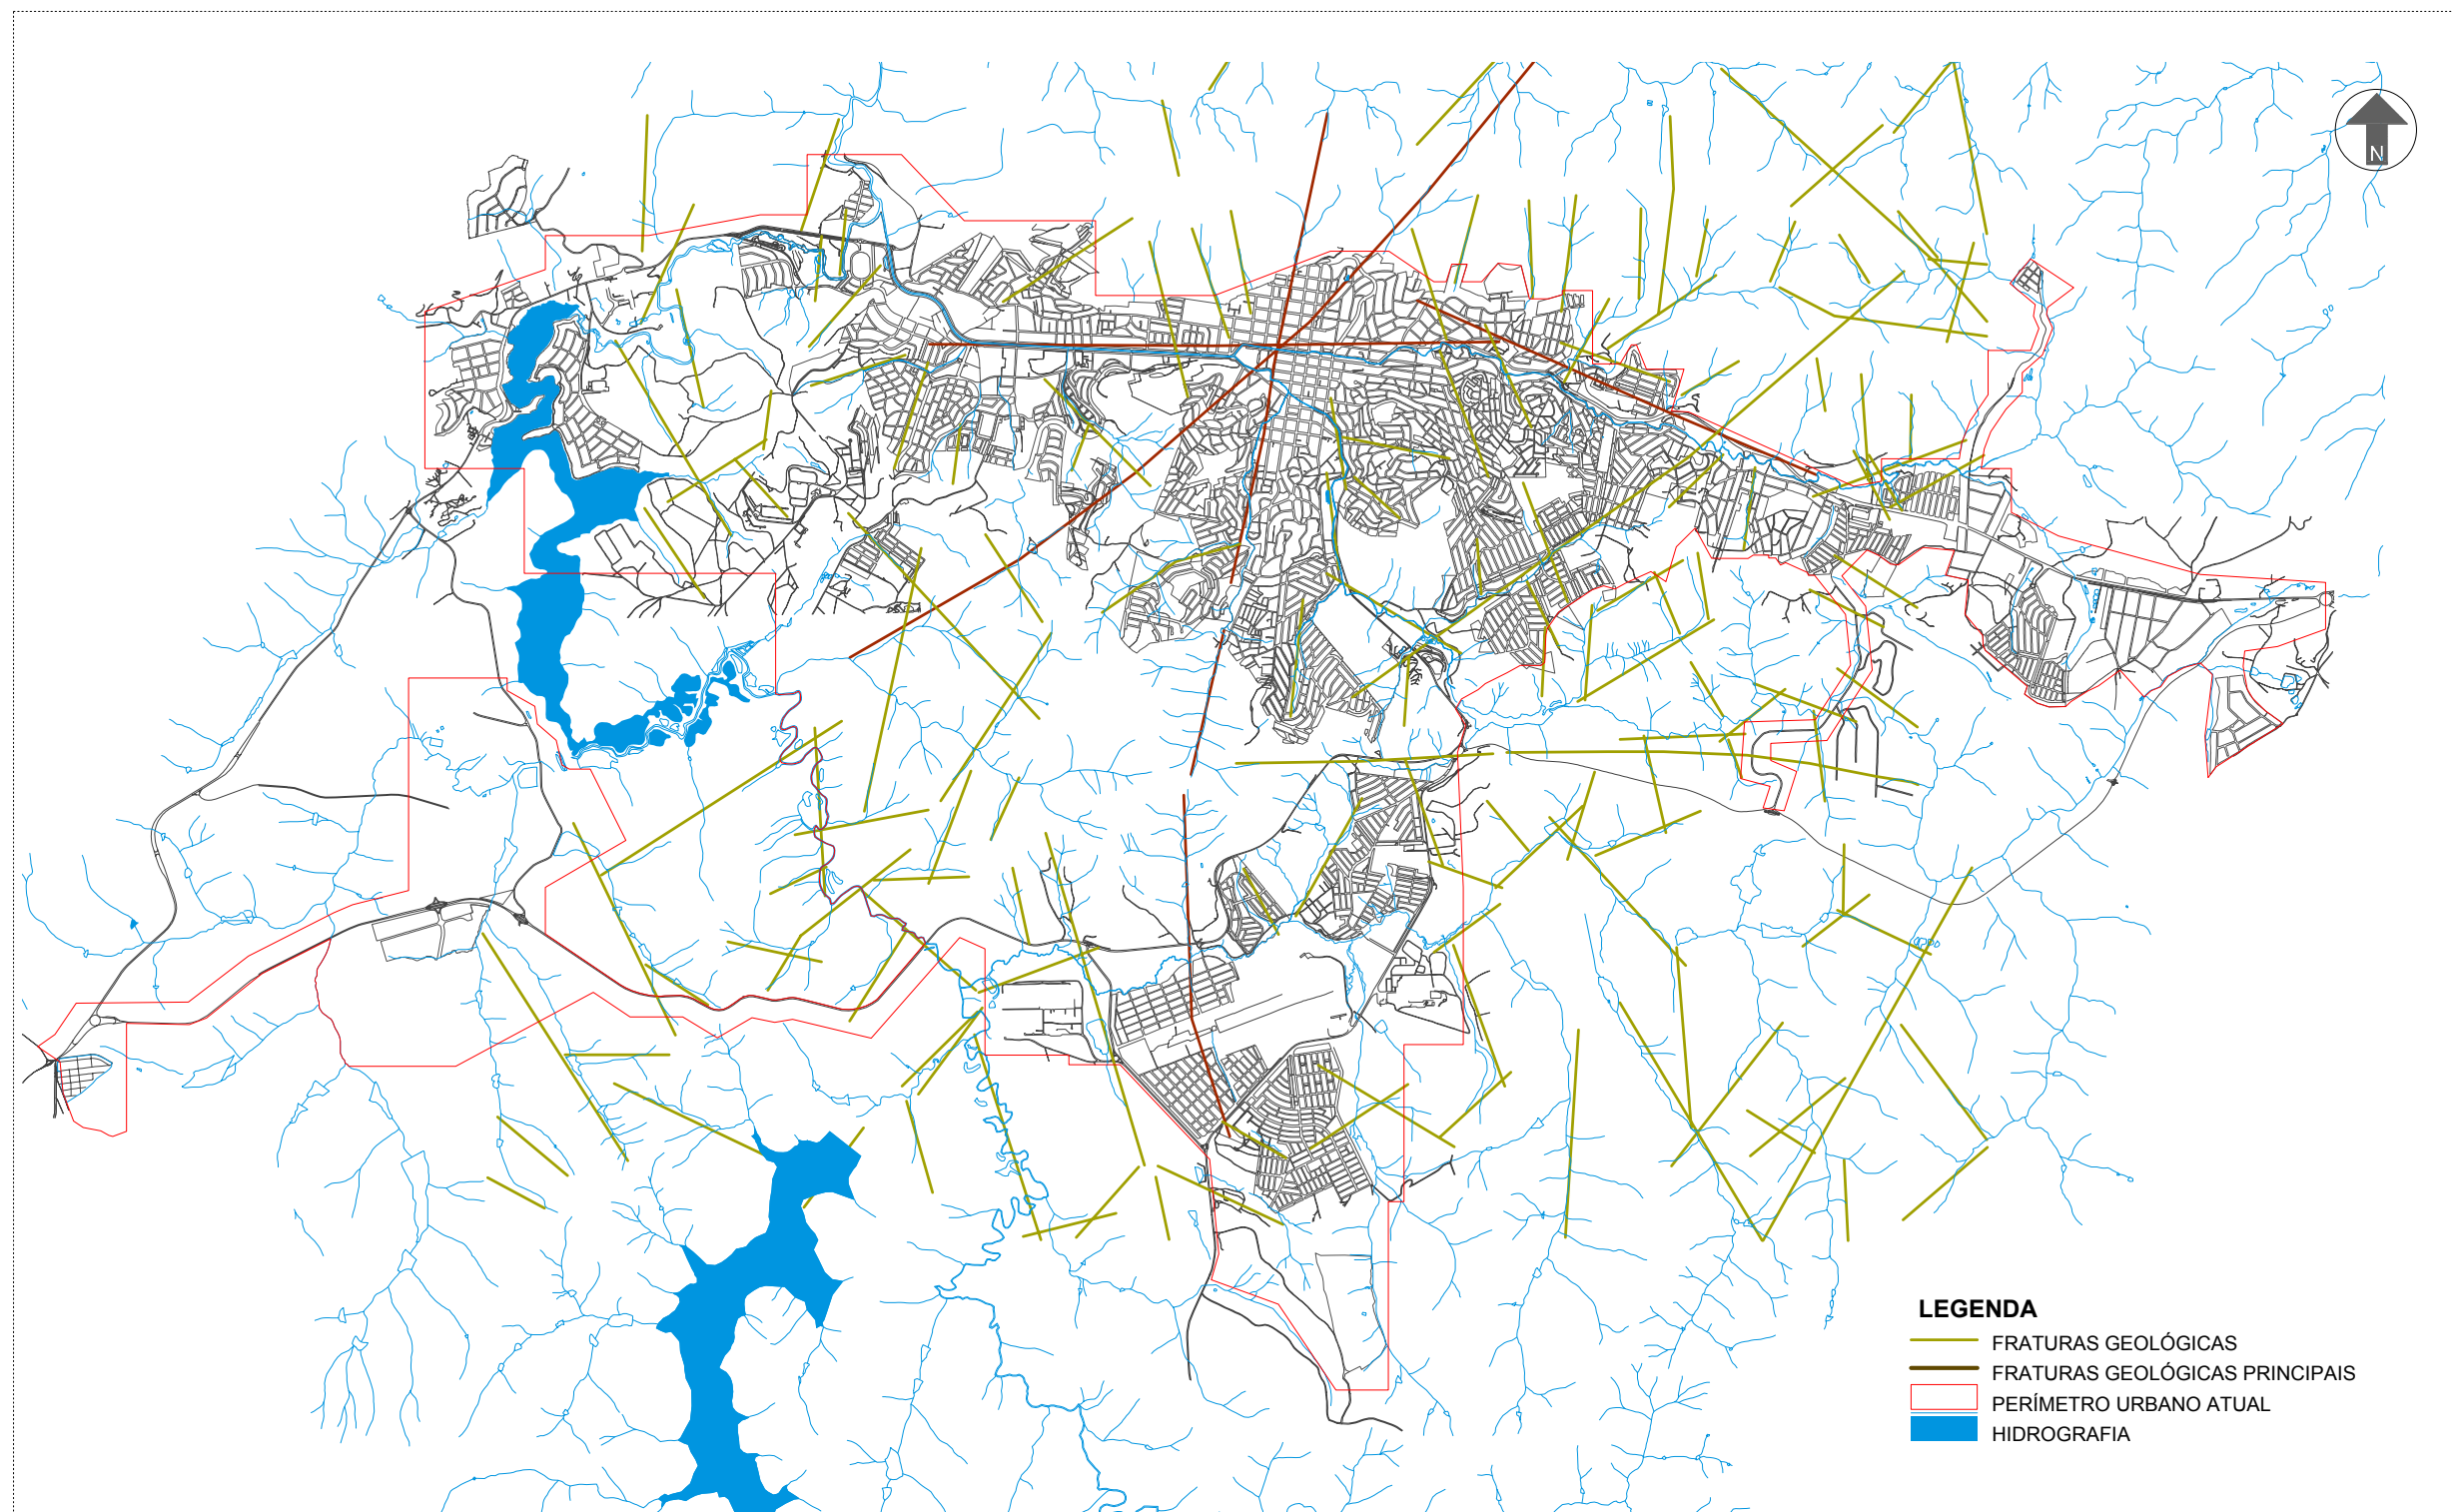 N
LEGENDA
FRATURAS GEOLÓGICAS
FRATURAS GEOLÓGICAS PRINCIPAIS
PERÍMETRO URBANO ATUAL
HIDROGRAFIA